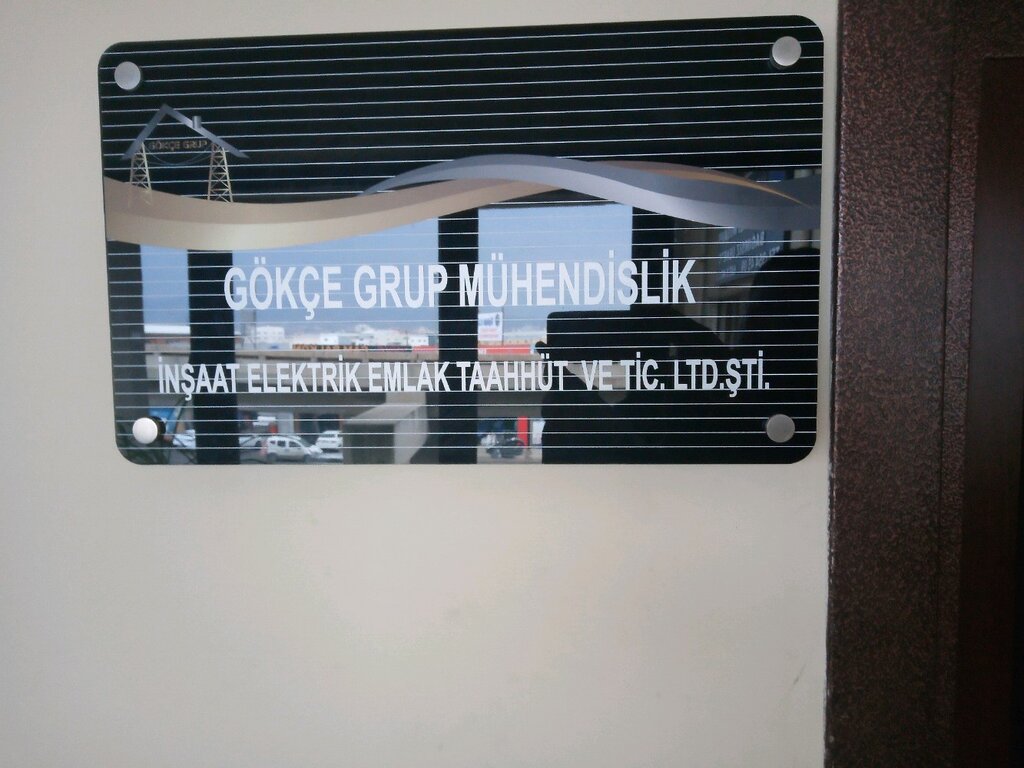 GÖKÇE GRUP
GÖKÇE GRUP MÜHENDİSLİK
İNŞAAT ELEKTRİK EMLAK TAAHHÜT VE TİC. LTD.ŞTİ.